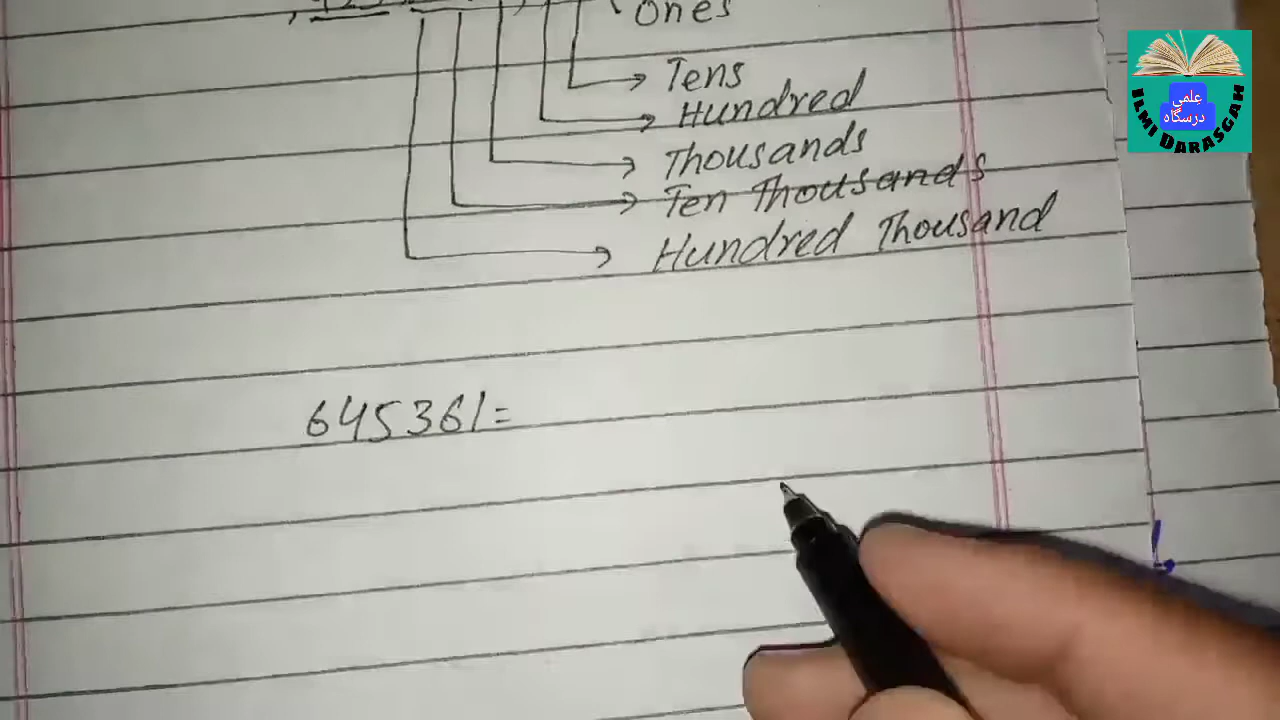 Ones
Tens
Hundred
Thousands
Ten Thousands
Hundred Thousand
645361=
ILMI DARASGAH
علمی
درسگاہ